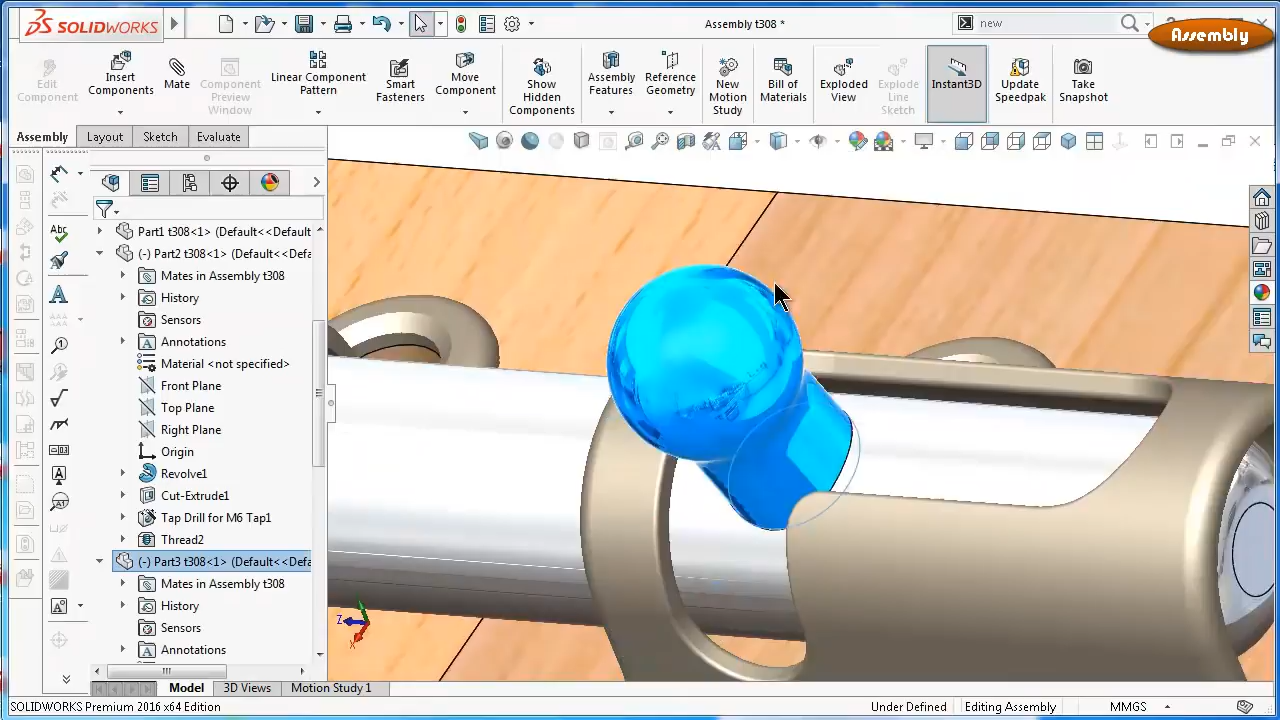 SOLIDWORKS
Assembly t308 *
new
Assembly
Edit Component
Insert Components
Mate
Component Preview Window
Linear Component Pattern
Smart Fasteners
Move Component
Show Hidden Components
Assembly Features
Reference Geometry
New Motion Study
Bill of Materials
Exploded View
Explode Line Sketch
Instant3D
Update Speedpak
Take Snapshot
Assembly
Layout
Sketch
Evaluate
Part1 t308<1> (Default<<Default
(-) Part2 t308<1> (Default<<Defa
Mates in Assembly t308
History
Sensors
Annotations
Material <not specified>
Front Plane
Top Plane
Right Plane
Origin
Revolve1
Cut-Extrude1
Tap Drill for M6 Tap1
Thread2
(-) Part3 t308<1> (Default<<Defa
Mates in Assembly t308
History
Sensors
Annotations
Abc
Z
X
Model
3D Views
Motion Study 1
SOLIDWORKS Premium 2016 x64 Edition
Under Defined
Editing Assembly
MMGS